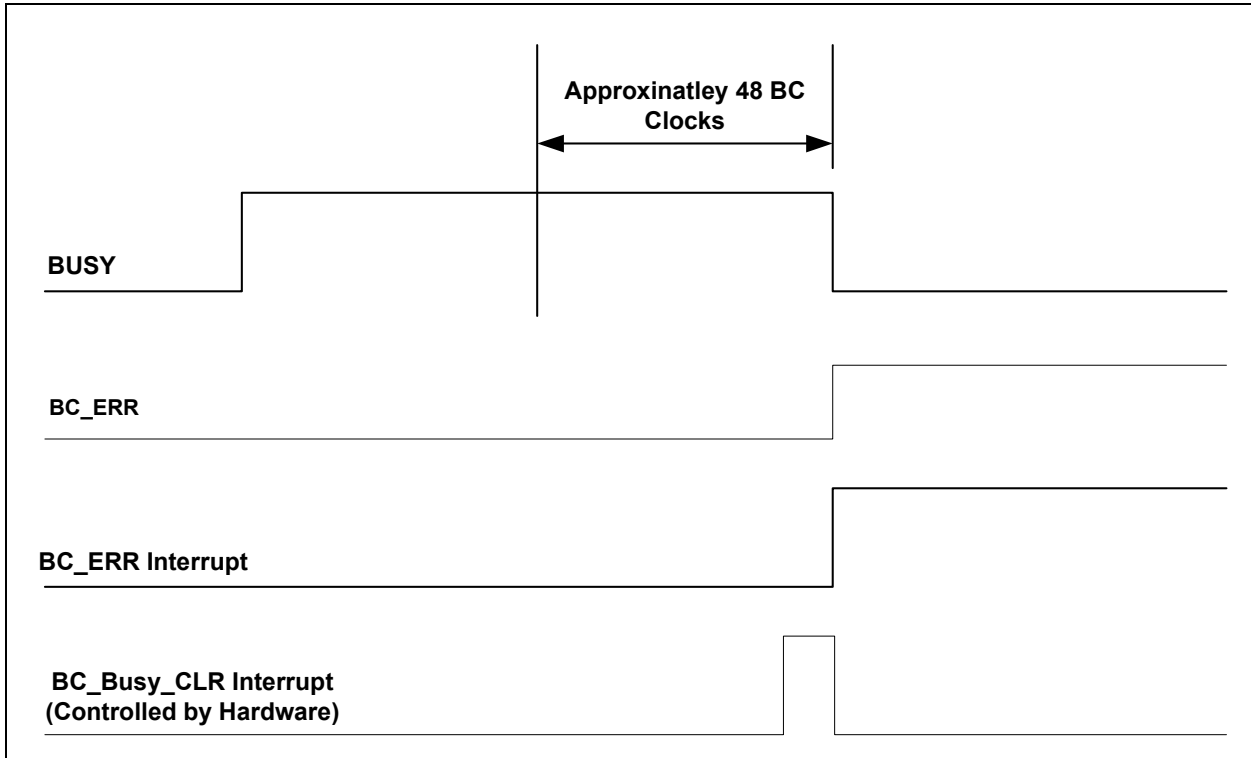 Approxinatley 48 BC
Clocks
BUSY
BC_ERR
BC_ERR Interrupt
BC_Busy_CLR Interrupt
(Controlled by Hardware)